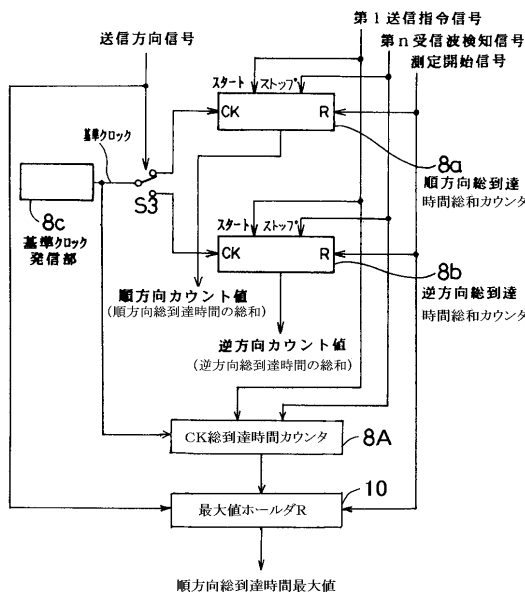 第1送信指令信号
第n受信波検知信号
測定開始信号
送信方向信号
スタート ストップ
CK R
基準クロック
8a
順方向総到達
時間総和カウンタ
S3
8c
基準クロック
発信部
スタート ストップ
CK R
8b
逆方向総到達
時間総和カウンタ
順方向カウント値
(順方向総到達時間の総和)
逆方向カウント値
(逆方向総到達時間の総和)
CK総到達時間カウンタ
8A
10
最大値ホールダR
順方向総到達時間最大値